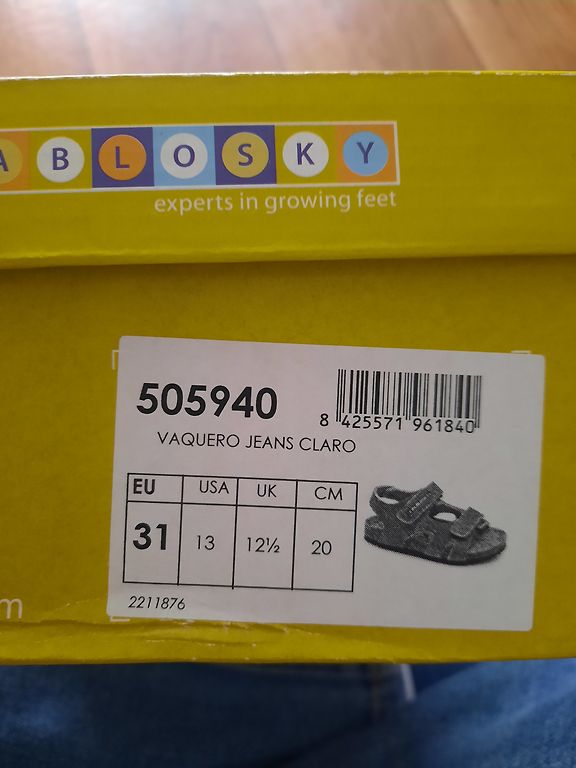 ABLOSKY
experts in growing feet
505940
8 425571 961840
VAQUERO JEANS CLARO
EU USA UK CM
31 13 12½ 20
2211876
m